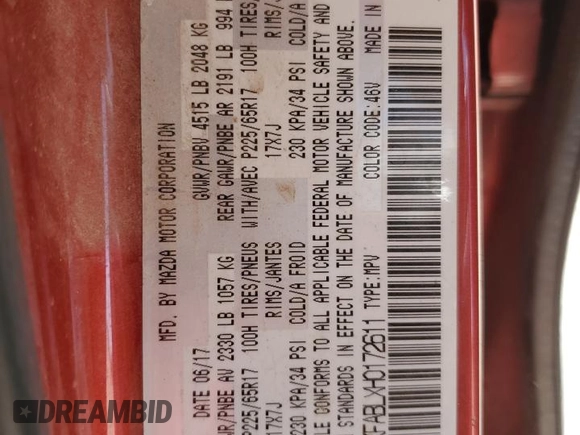 MFD. BY MAZDA MOTOR CORPORATION
DATE 06/17 GVWR/PNBV 4515 LB 2048 KG
GWR/PNBE AV 2330 LB 1057 KG REAR GAWR/PNBE AR 2191 LB 994
P225/65R17 100H TIRES/PNEUS WITH/AVEC P225/65R17 100H TIRES/
17X7J RIMS/JANTES 17X7J RIMS/
230 KPA/34 PSI COLD/A FROID 230 KPA/34 PSI COLD/A
CONFORMS TO ALL APPLICABLE FEDERAL MOTOR VEHICLE SAFETY AND
STANDARDS IN EFFECT ON THE DATE OF MANUFACTURE SHOWN ABOVE.
FABLXH0172611 TYPE:MPV COLOR CODE:46V MADE IN
DREAMBID